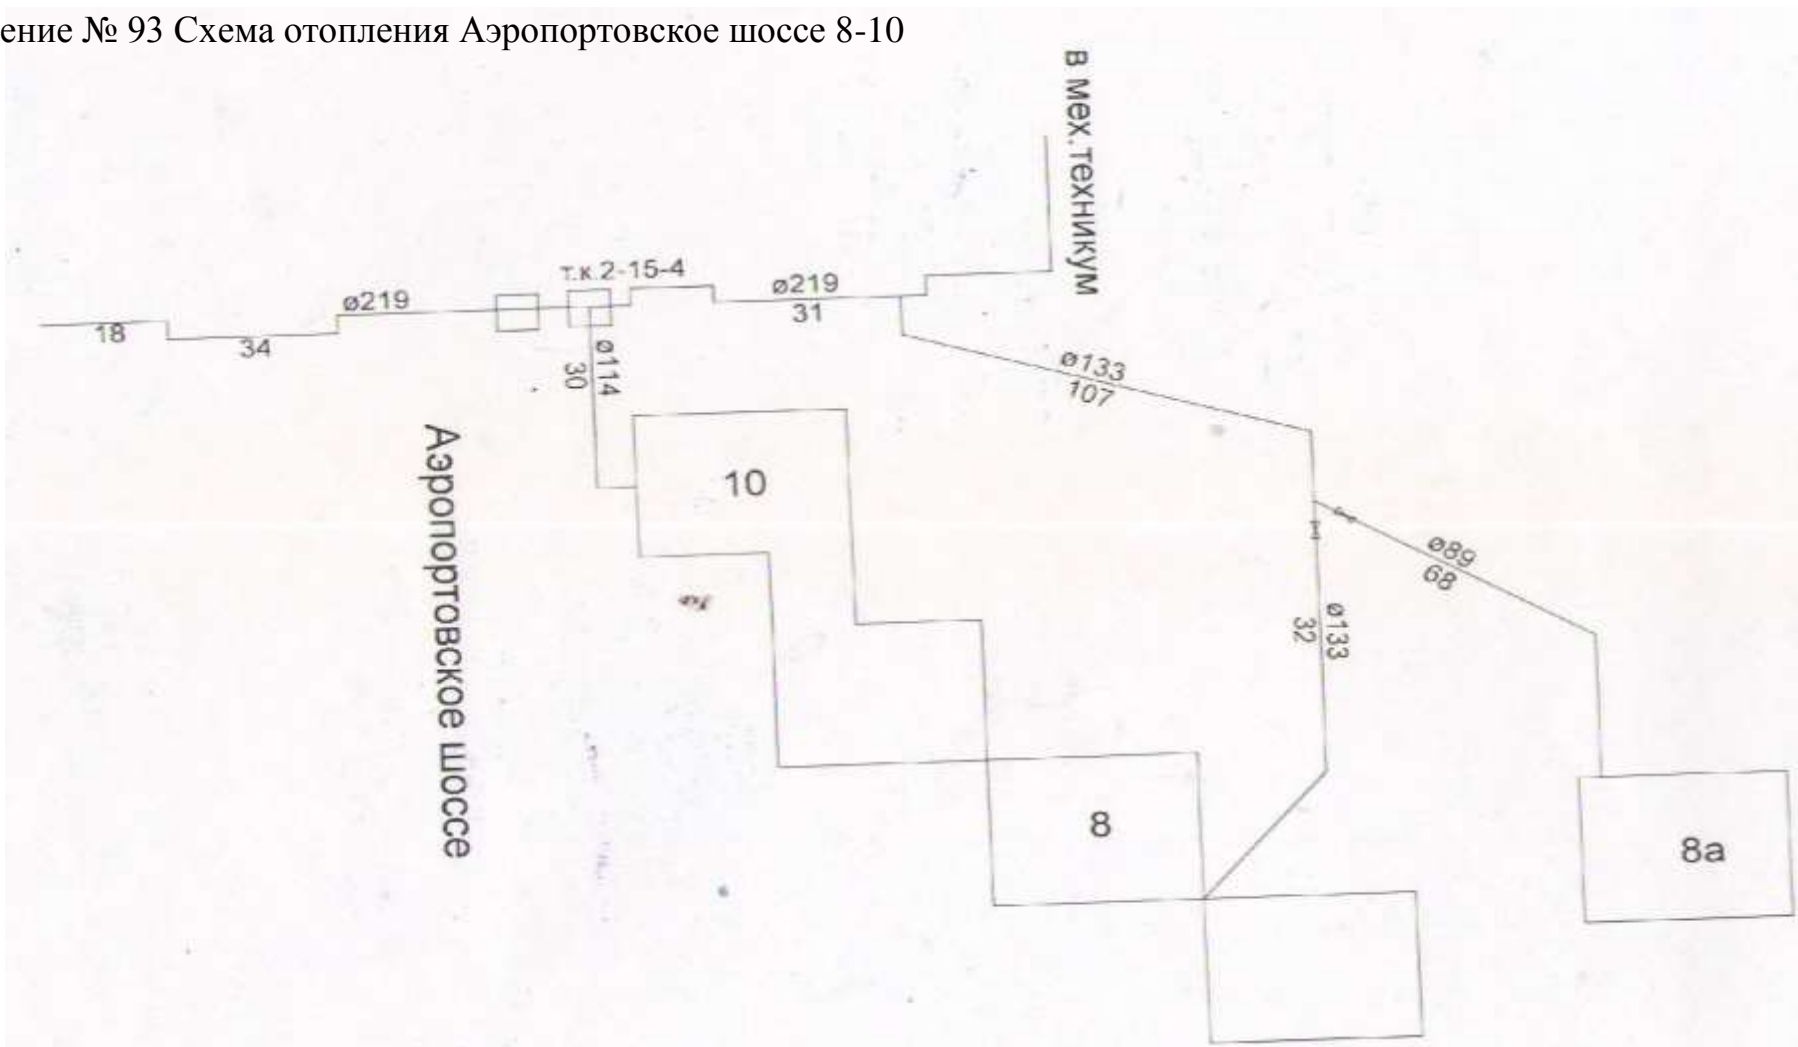 ение № 93 Схема отопления Аэропортовское шоссе 8-10
в мех.техникум
т.к.2-15-4
ø219
18
34
ø219
31
ø114
30
ø133
107
10
Аэропортовское шоссе
ø89
68
ø133
32
8
8а